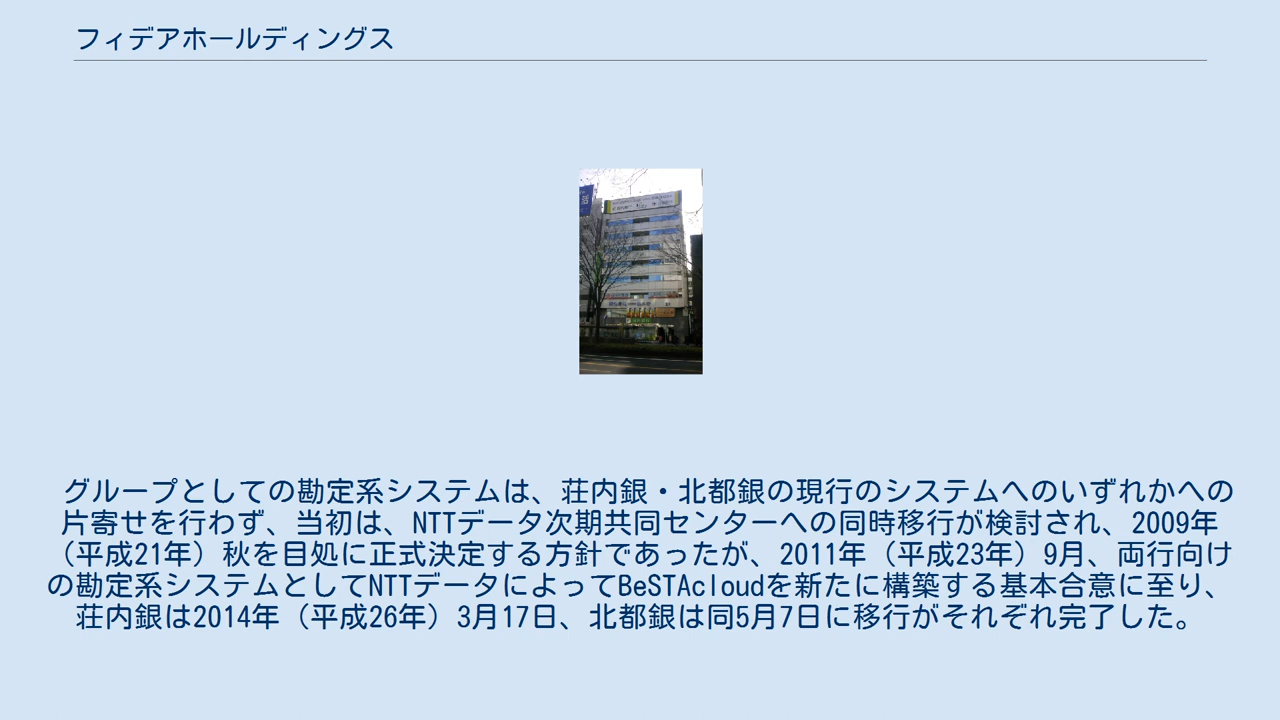 フィデアホールディングス
グループとしての勘定系システムは、荘内銀・北都銀の現行のシステムへのいずれかへの
片寄せを行わず、当初は、NTTデータ次期共同センターへの同時移行が検討され、2009年
（平成21年）秋を目処に正式決定する方針であったが、2011年（平成23年）9月、両行向け
の勘定系システムとしてNTTデータによってBeSTAcloudを新たに構築する基本合意に至り、
荘内銀は2014年（平成26年）3月17日、北都銀は同5月7日に移行がそれぞれ完了した。